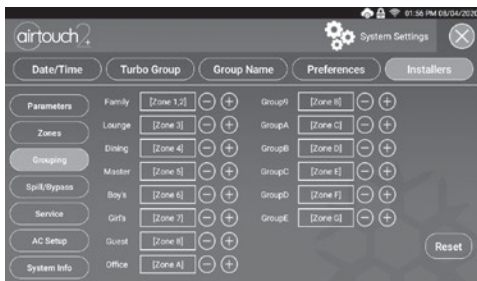 01:56 PM 08/04/2020
airtouch 2+
System Settings
Date/Time Turbo Group Group Name Preferences Installers
Parameters
Zones
Grouping
Spill/Bypass
Service
AC Setup
System Info
Family [Zone 1,2] - +
Lounge [Zone 3] - +
Dining [Zone 4] - +
Master [Zone 5] - +
Boy's [Zone 6] - +
Girl's [Zone 7] - +
Guest [Zone 8] - +
Office [Zone A] - +
Group9 [Zone B] - +
GroupA [Zone C] - +
GroupB [Zone D] - +
GroupC [Zone E] - +
GroupD [Zone F] - +
GroupE [Zone G] - +
Reset